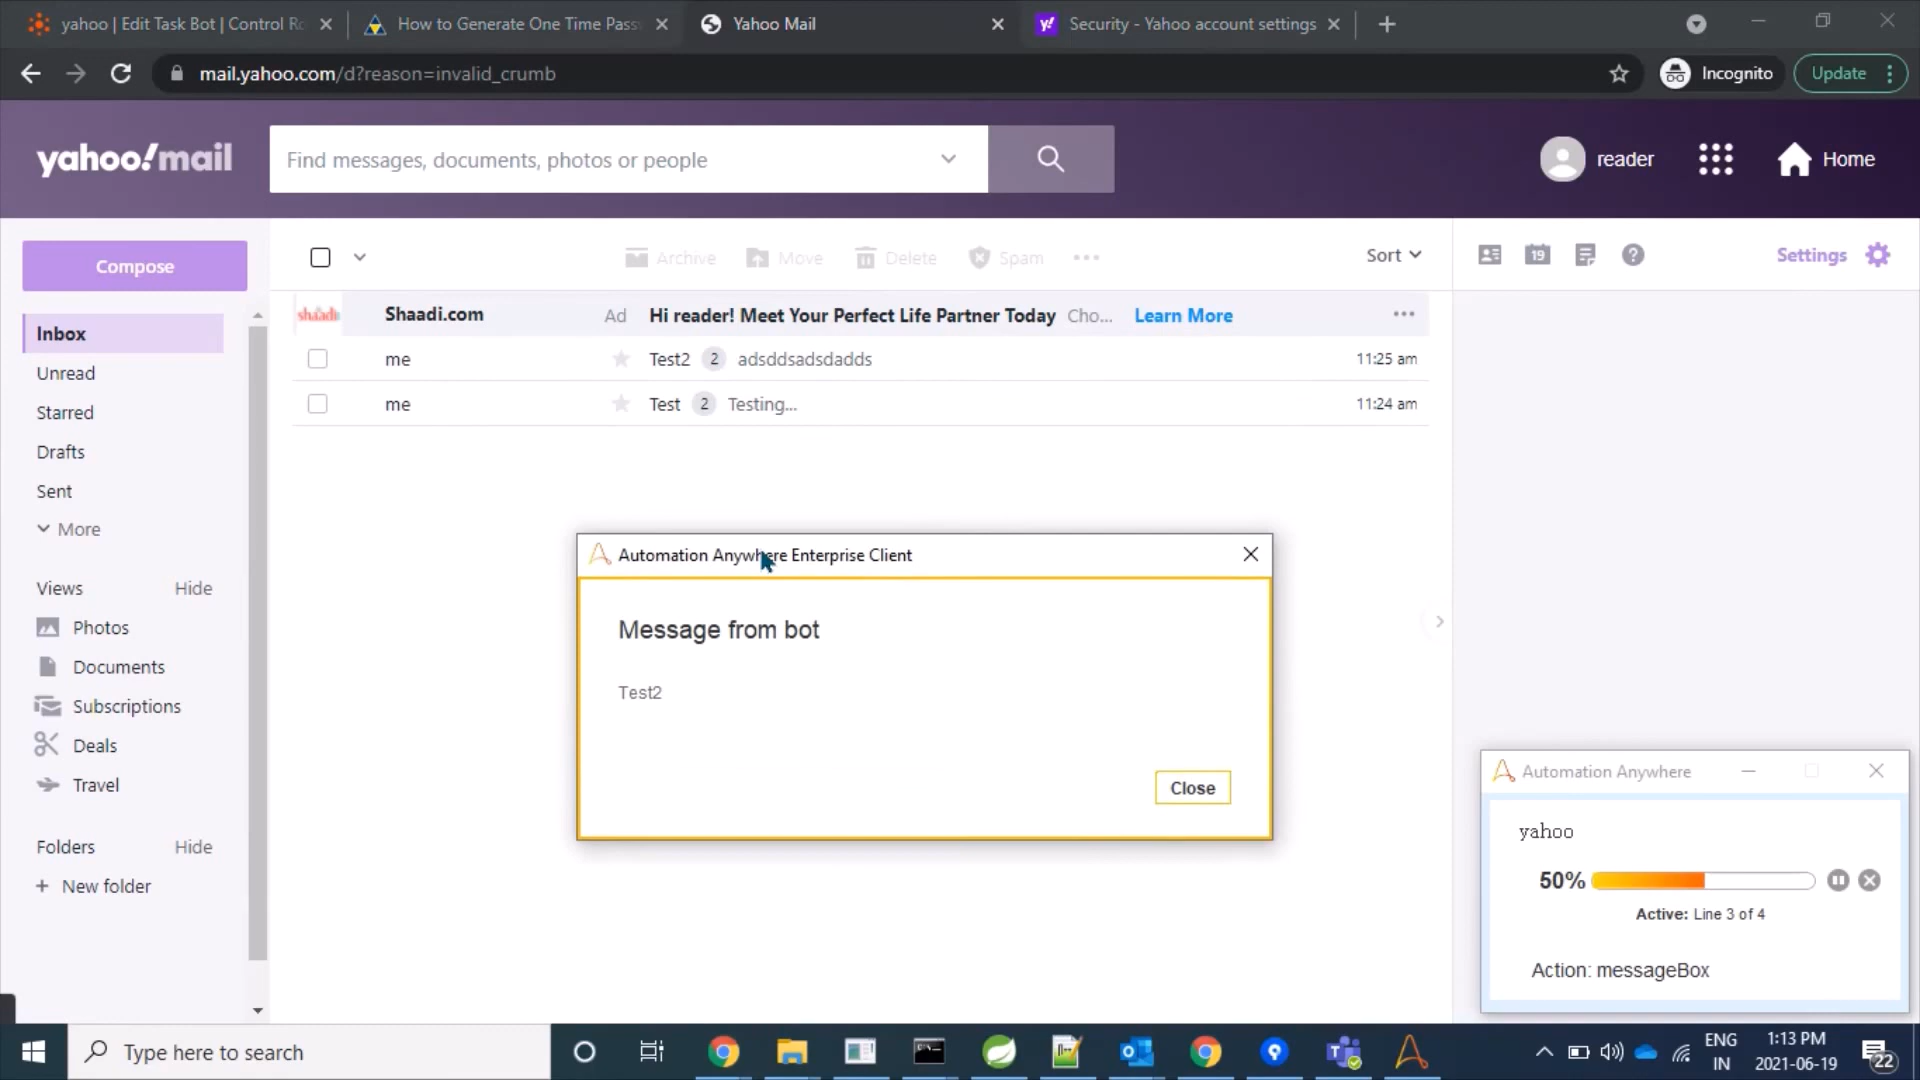 yahoo | Edit Task Bot | Control Ro
How to Generate One Time Pass
Yahoo Mail
Security - Yahoo account settings
mail.yahoo.com/d?reason=invalid_crumb
Incognito
Update
yahoo!mail
Find messages, documents, photos or people
reader
Home
Compose
Archive
Move
Delete
Spam
Sort
19
Settings
Inbox
Unread
Starred
Drafts
Sent
More
Views Hide
Photos
Documents
Subscriptions
Deals
Travel
Folders Hide
+ New folder
shaadi Shaadi.com Ad Hi reader! Meet Your Perfect Life Partner Today Cho... Learn More
me Test2 2 adsddsadsdadds 11:25 am
me Test 2 Testing... 11:24 am
Automation Anywhere Enterprise Client
Message from bot
Test2
Close
Automation Anywhere
yahoo
50%
Active: Line 3 of 4
Action: messageBox
Type here to search
ENG
IN
1:13 PM
2021-06-19
22